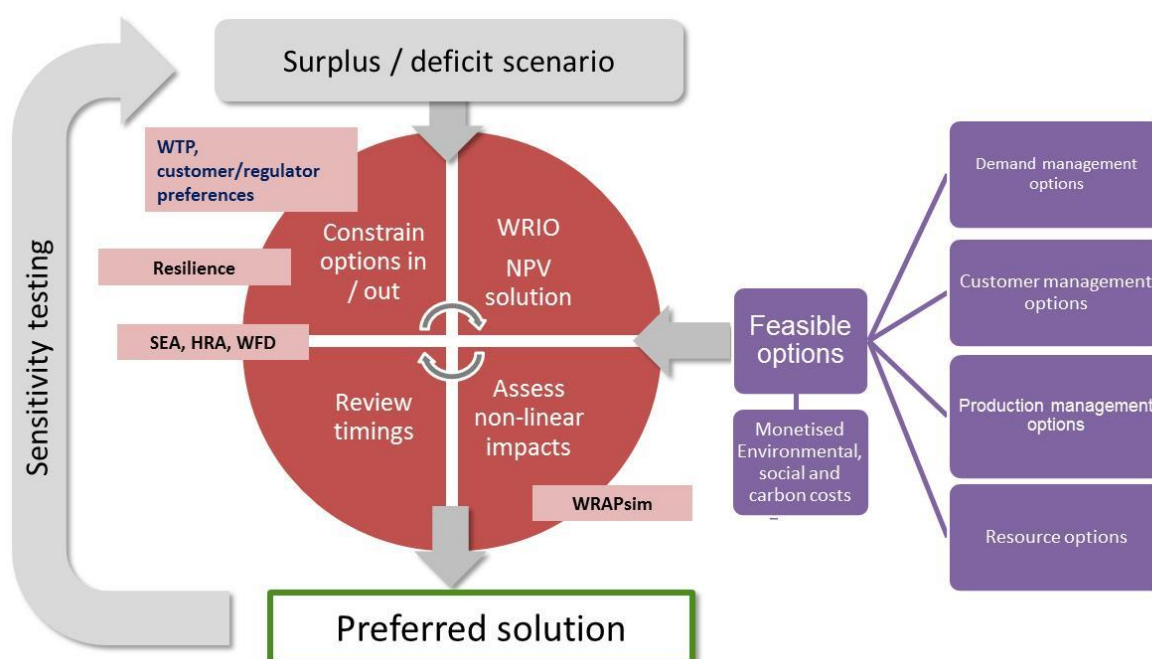 Surplus / deficit scenario
Sensitivity testing
WTP,
customer/regulator
preferences
Resilience
SEA, HRA, WFD
Constrain
options in
/ out
WRIO
NPV
solution
Review
timings
Assess
non-linear
impacts
WRAPsim
Preferred solution
Feasible
options
Monetised
Environmental,
social and
carbon costs
Demand management
options
Customer management
options
Production management
options
Resource options